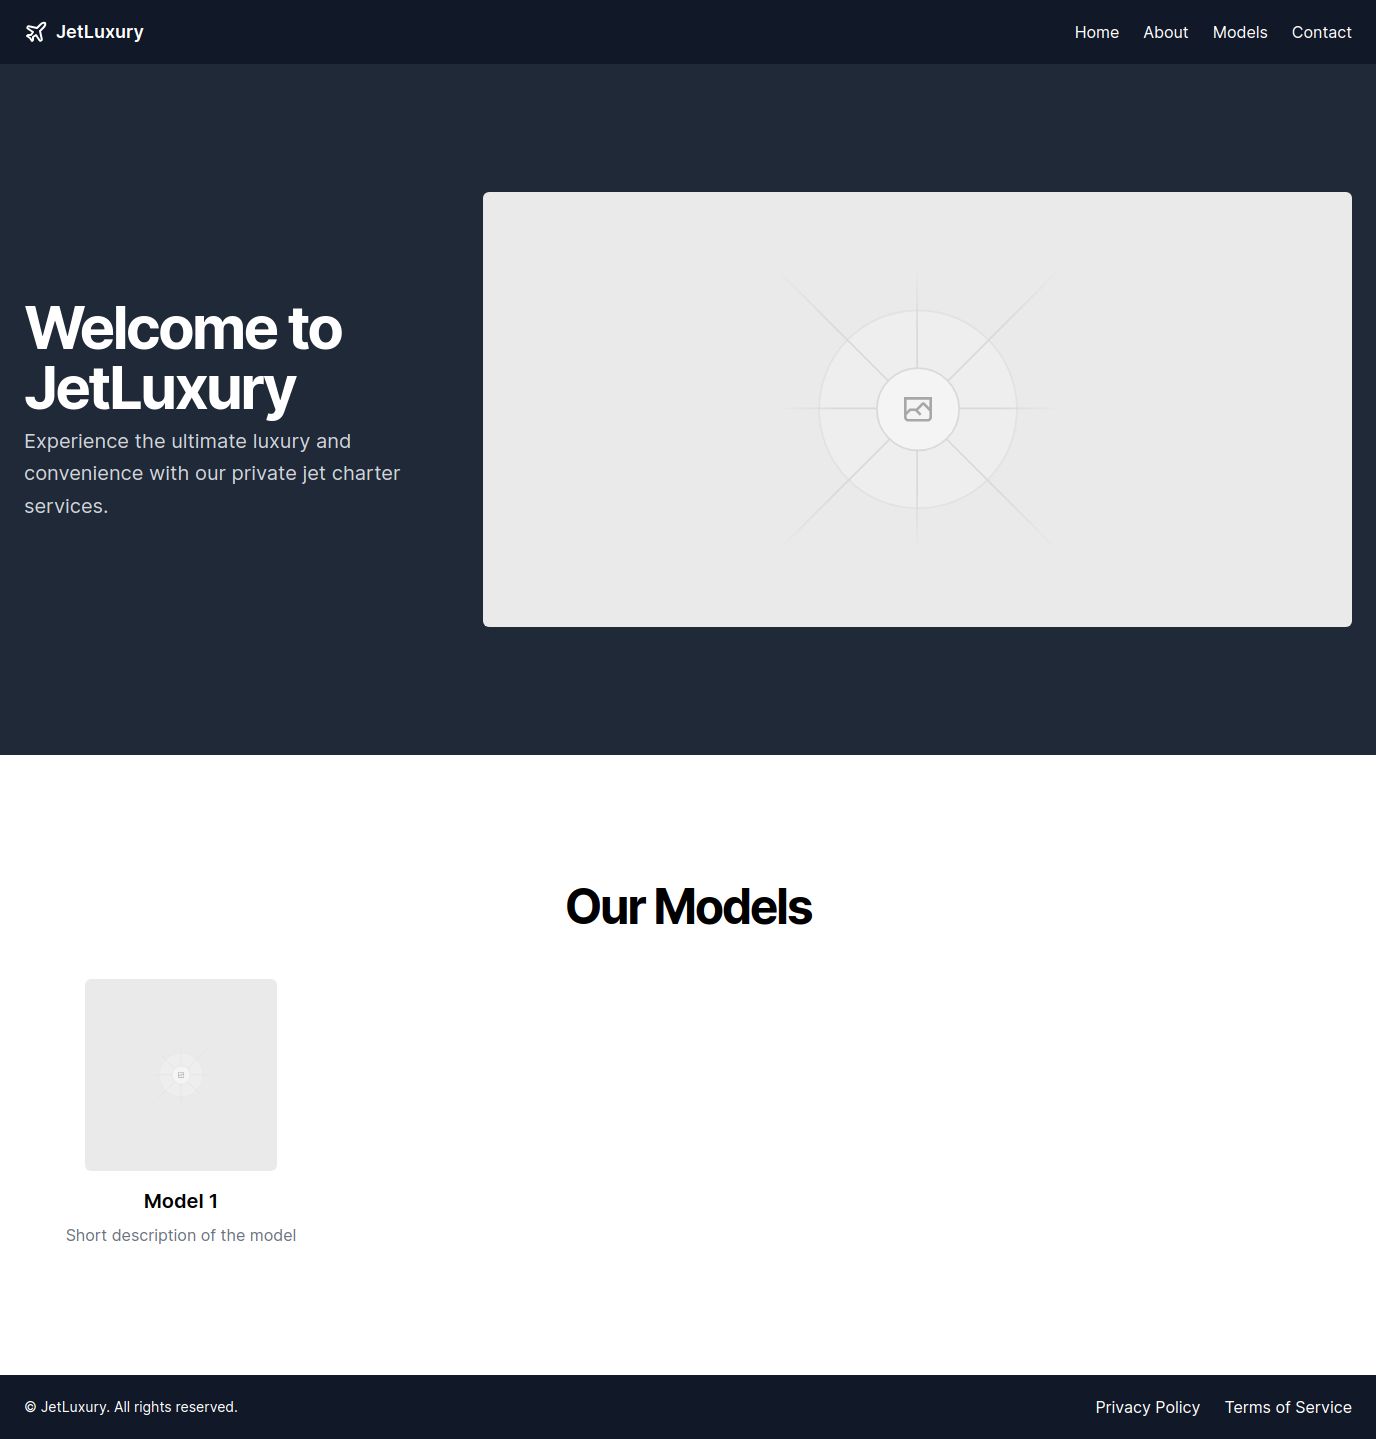 JetLuxury
Home About Models Contact
Welcome to
JetLuxury
Experience the ultimate luxury and
convenience with our private jet charter
services.
Our Models
Model 1
Short description of the model
© JetLuxury. All rights reserved.
Privacy Policy Terms of Service